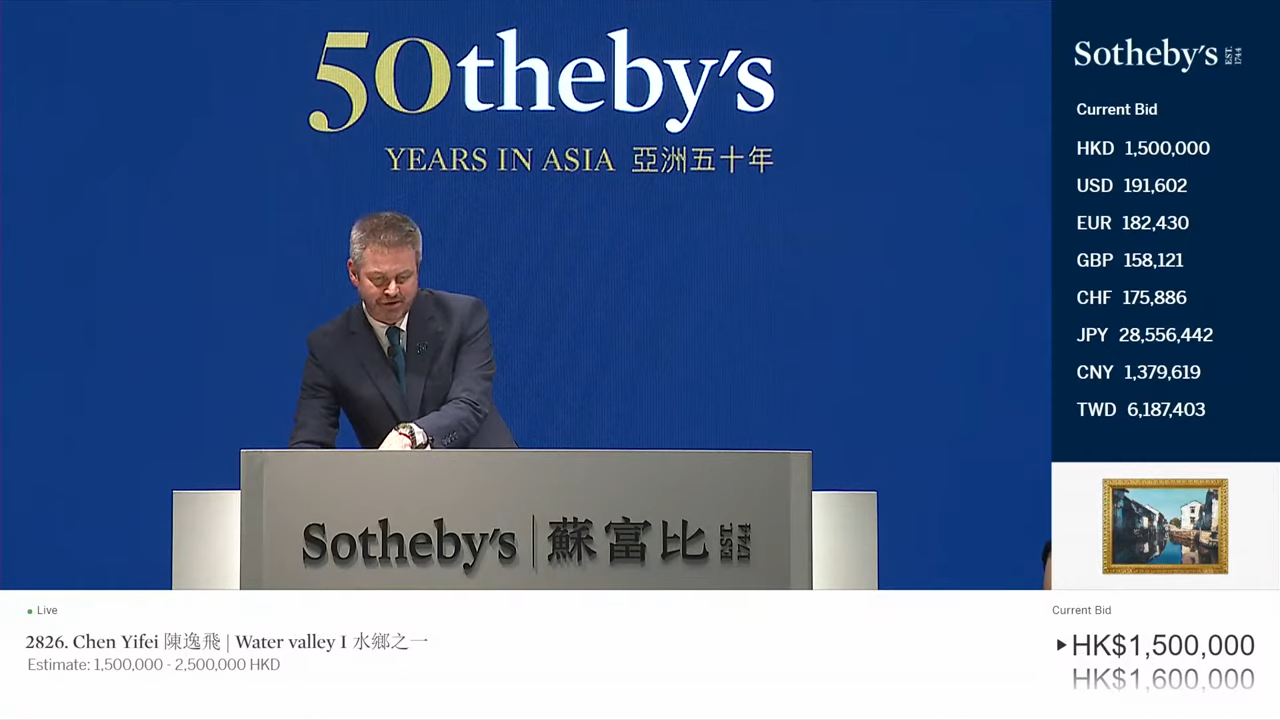 50theby's
YEARS IN ASIA 亞洲五十年
Sotheby's EST. 1744
Current Bid
HKD 1,500,000
USD 191,602
EUR 182,430
GBP 158,121
CHF 175,886
JPY 28,556,442
CNY 1,379,619
TWD 6,187,403
Sotheby's | 蘇富比 EST. 1744
Live
2826. Chen Yifei 陳逸飛 | Water valley I 水鄉之一
Estimate: 1,500,000 - 2,500,000 HKD
Current Bid
HK$1,500,000
HK$1,600,000